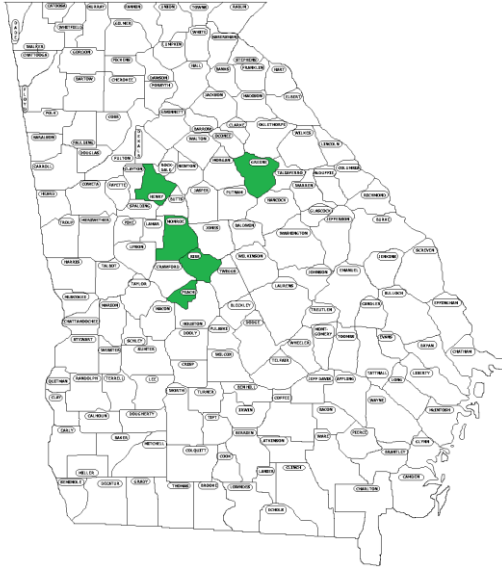 CATOOSA
MURRAY
FANNIN
UNION
TOWNS
RABUN
DADE
WHITFIELD
GILMER
WHITE
HABERSHAM
WALKER
LUMPKIN
CHATTOOGA
GORDON
PICKENS
STEPHENS
HALL
BANKS
FRANKLIN
HART
FLOYD
BARTOW
CHEROKEE
DAWSON
FORSYTH
JACKSON
MADISON
ELBERT
POLK
COBB
GWINNETT
BARROW
CLARKE
OGLETHORPE
DEKALB
WALTON
OCONEE
WILKES
HARALSON
PAULDING
LINCOLN
DOUGLAS
FULTON
MORGAN
GREENE
CARROLL
CLAYTON
ROCK
DALE
NEWTON
TALIAFERRO
MCDUFFIE
COLUMBIA
HEARD
COWETA
FAYETTE
HENRY
BUTTS
JASPER
PUTNAM
WARREN
RICHMOND
SPALDING
HANCOCK
GLASCOCK
TROUP
MERIWETHER
PIKE
LAMAR
MONROE
JONES
BALDWIN
JEFFERSON
BURKE
WASHINGTON
UPSON
BIBB
WILKINSON
SCREVEN
HARRIS
TALBOT
CRAWFORD
TWIGGS
JOHNSON
EMANUEL
JENKINS
TAYLOR
PEACH
LAURENS
MUSCOGEE
MARION
MACON
BLECKLEY
TREUTLEN
CANDLER
BULLOCH
EFFINGHAM
CHATTAHOOCHEE
HOUSTON
PULASKI
DODGE
MONT-
GOMERY
TOOMBS
EVANS
STEWART
SCHLEY
DOOLY
WHEELER
BRYAN
CHATHAM
WEBSTER
SUMTER
WILCOX
TELFAIR
CRISP
TATTNALL
LIBERTY
QUITMAN
RANDOLPH
TERRELL
LEE
BEN HILL
JEFF DAVIS
APPLING
LONG
WORTH
TURNER
CLAY
COFFEE
WAYNE
CALHOUN
DOUGHERTY
IRWIN
BACON
MCINTOSH
TIFT
EARLY
BAKER
MITCHELL
BERRIEN
ATKINSON
WARE
PIERCE
GLYNN
COLQUITT
COOK
BRANTLEY
MILLER
LANIER
CLINCH
CAMDEN
SEMINOLE
DECATUR
GRADY
THOMAS
BROOKS
LOWNDES
CHARLTON
ECHOLS